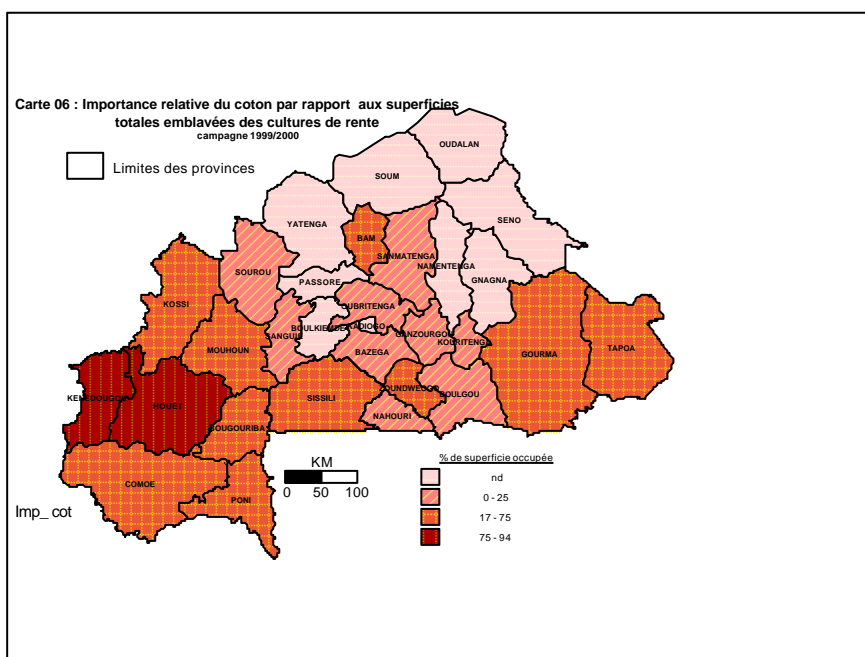 Carte 06 : Importance relative du coton par rapport aux superficies
totales emblavées des cultures de rente
campagne 1999/2000
Limites des provinces
OUDALAN
SOUM
SENO
YATENGA
BAM
SANMATENGA
NAMENTENGA
GNAGNA
SOUROU
PASSORE
KOSSI
OUBRITENGA
BOULKIEMDE
KADIOGO
SANGUIE
GANZOURGOU
KOURITENGA
MOUHOUN
BAZEGA
GOURMA
TAPOA
KENEDOUGOU
HOUET
SISSILI
ZOUNDWEOGO
BOULGOU
NAHOURI
BOUGOURIBA
COMOE
PONI
KM
0 50 100
Imp_cot
% de superficie occupée
nd
0 - 25
17 - 75
75 - 94